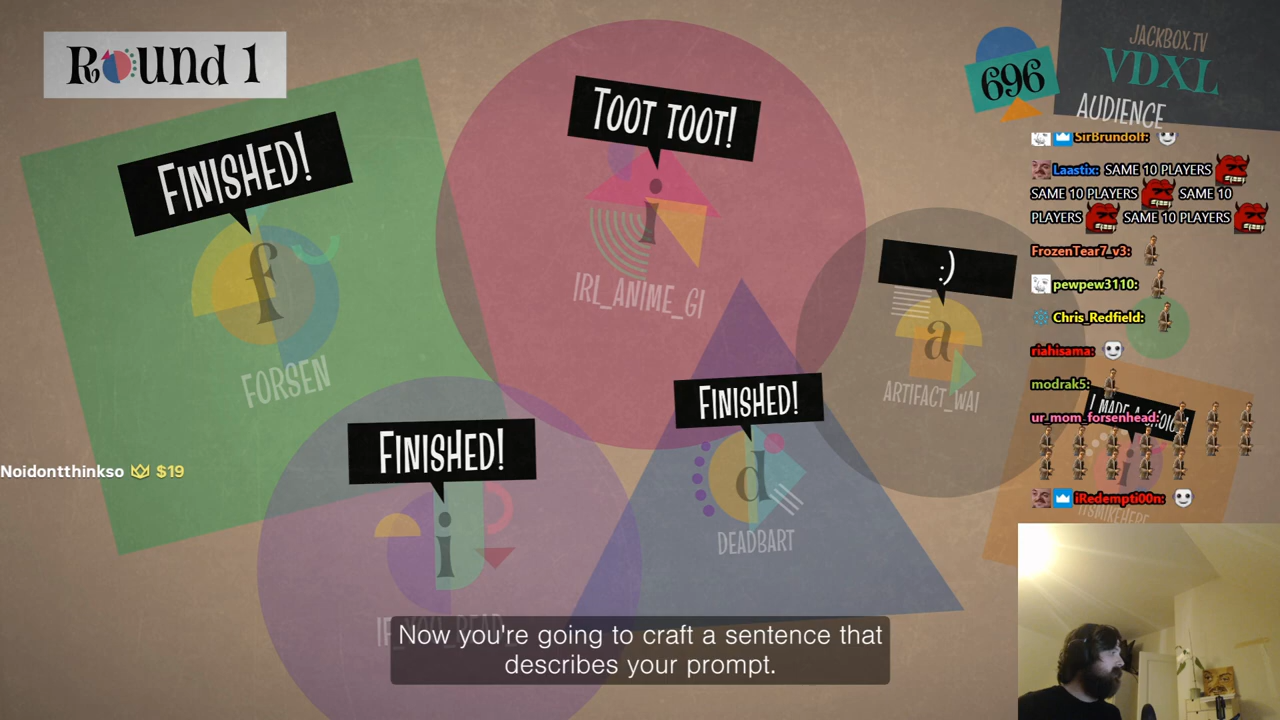 Round 1
696
JACKBOX.TV
VDXL
AUDIENCE
FINISHED!
f
FORSEN
TOOT TOOT!
i
IRL_ANIME_GI
:)
a
ARTIFACT_WAI
FINISHED!
i
FINISHED!
d
DEADBART
i
ITSMIKEHERE
Noidontthinkso $19
SirBrundolf:
Laastix: SAME 10 PLAYERS
SAME 10 PLAYERS SAME 10
PLAYERS SAME 10 PLAYERS
FrozenTear7_v3:
pewpew3110:
Chris_Redfield:
riahisama:
modrak5:
ur_mom_forsenhead:
iRedempti00n:
Now you're going to craft a sentence that
describes your prompt.